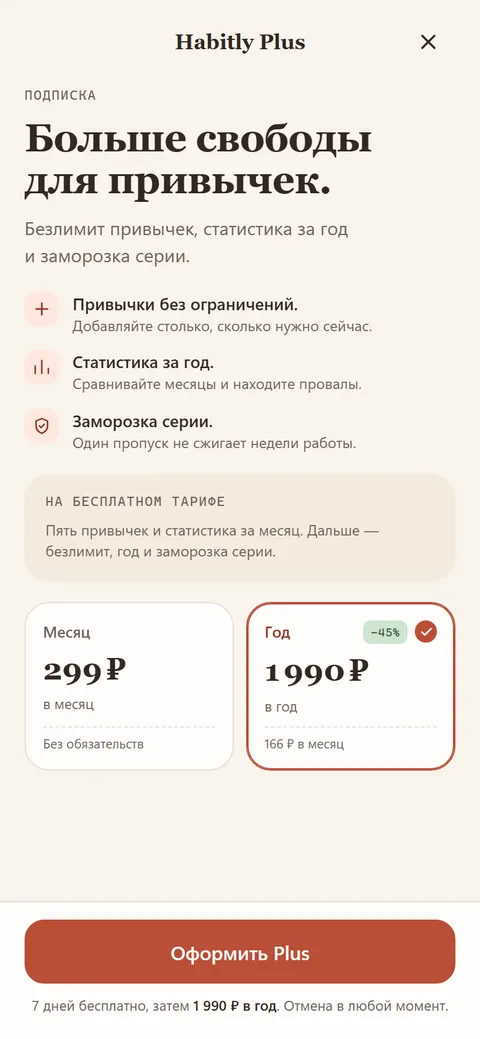 Habitly Plus
ПОДПИСКА
Больше свободы
для привычек.
Безлимит привычек, статистика за год
и заморозка серии.
Привычки без ограничений.
Добавляйте столько, сколько нужно сейчас.
Статистика за год.
Сравнивайте месяцы и находите провалы.
Заморозка серии.
Один пропуск не сжигает недели работы.
НА БЕСПЛАТНОМ ТАРИФЕ
Пять привычек и статистика за месяц. Дальше —
безлимит, год и заморозка серии.
Месяц
299 ₽
в месяц
Без обязательств
Год
−45%
1 990 ₽
в год
166 ₽ в месяц
Оформить Plus
7 дней бесплатно, затем 1 990 ₽ в год. Отмена в любой момент.